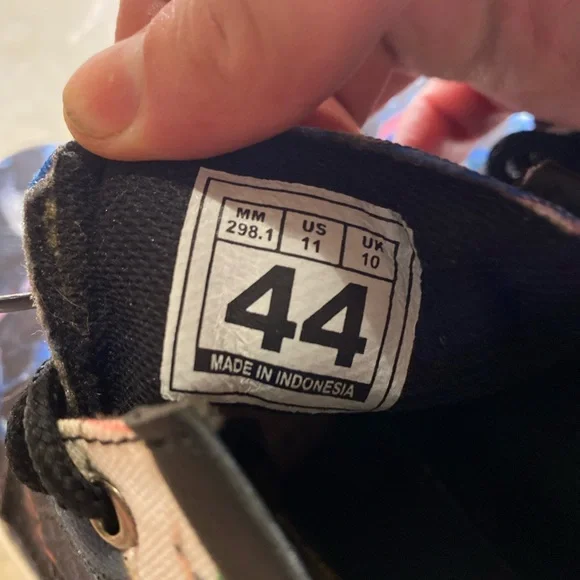 MM US UK
298.1 11 10
44
MADE IN INDONESIA